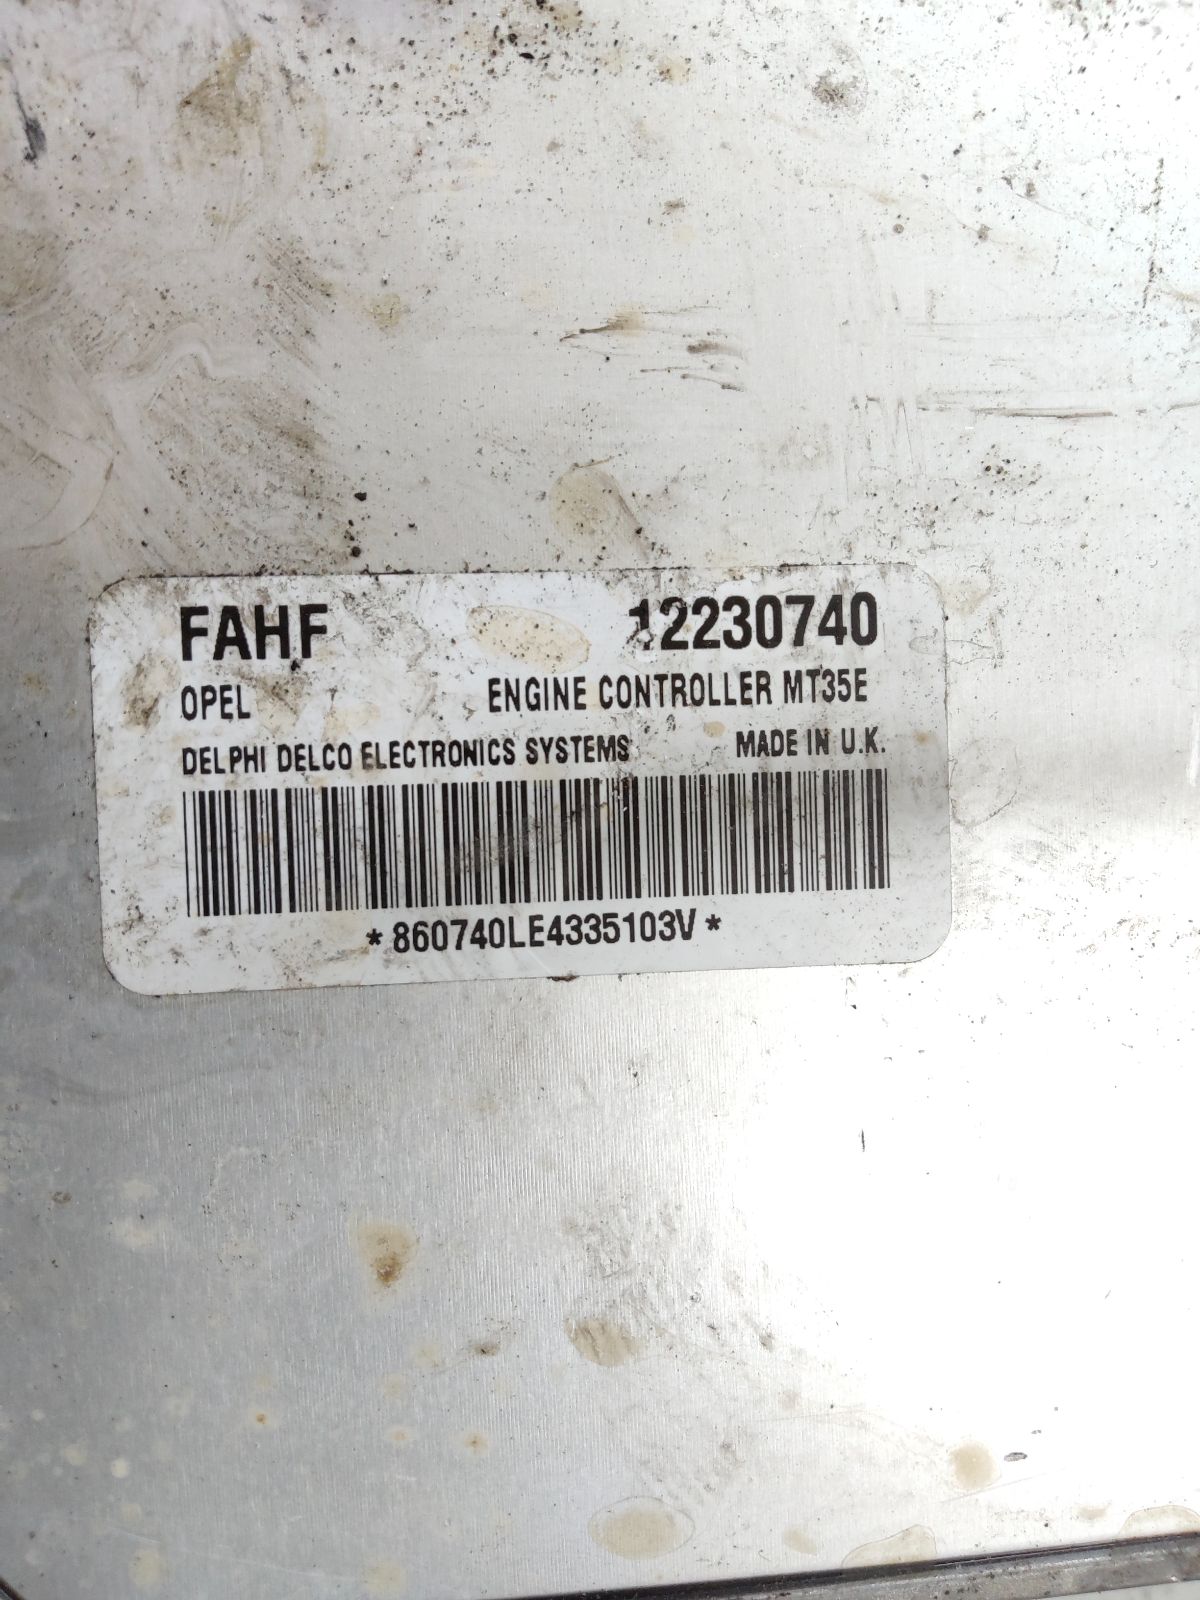 FAHF 12230740
OPEL ENGINE CONTROLLER MT35E
DELPHI DELCO ELECTRONICS SYSTEMS MADE IN U.K.
*860740LE4335103V*